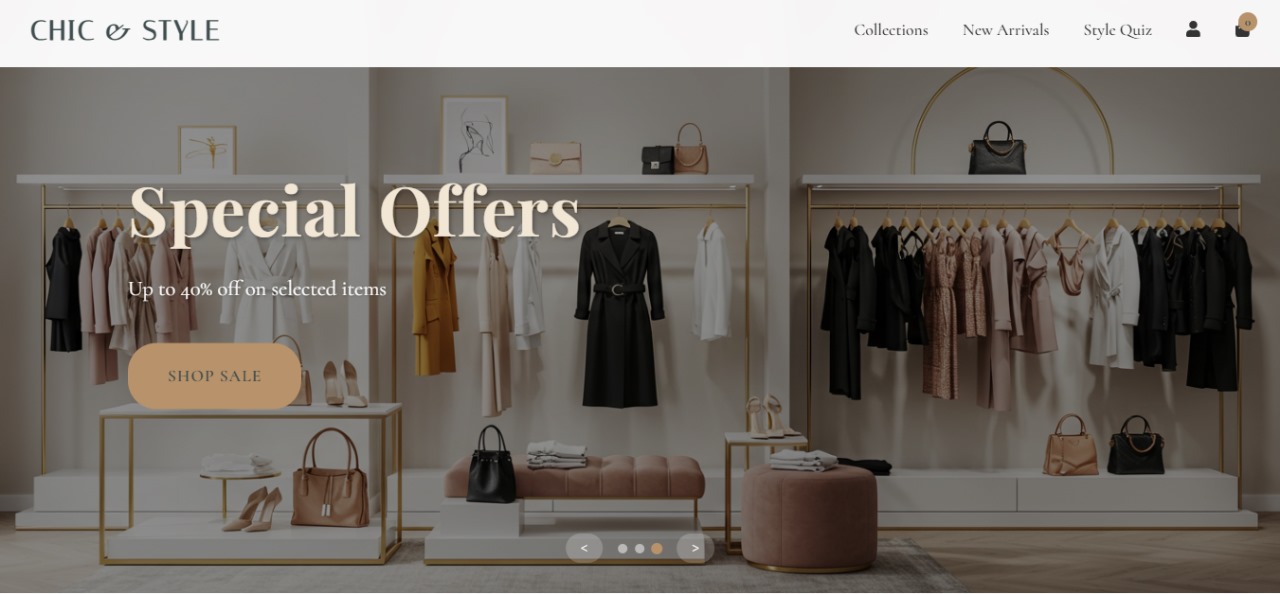 CHIC & STYLE
Collections
New Arrivals
Style Quiz
0
Special Offers
Up to 40% off on selected items
SHOP SALE
<
>